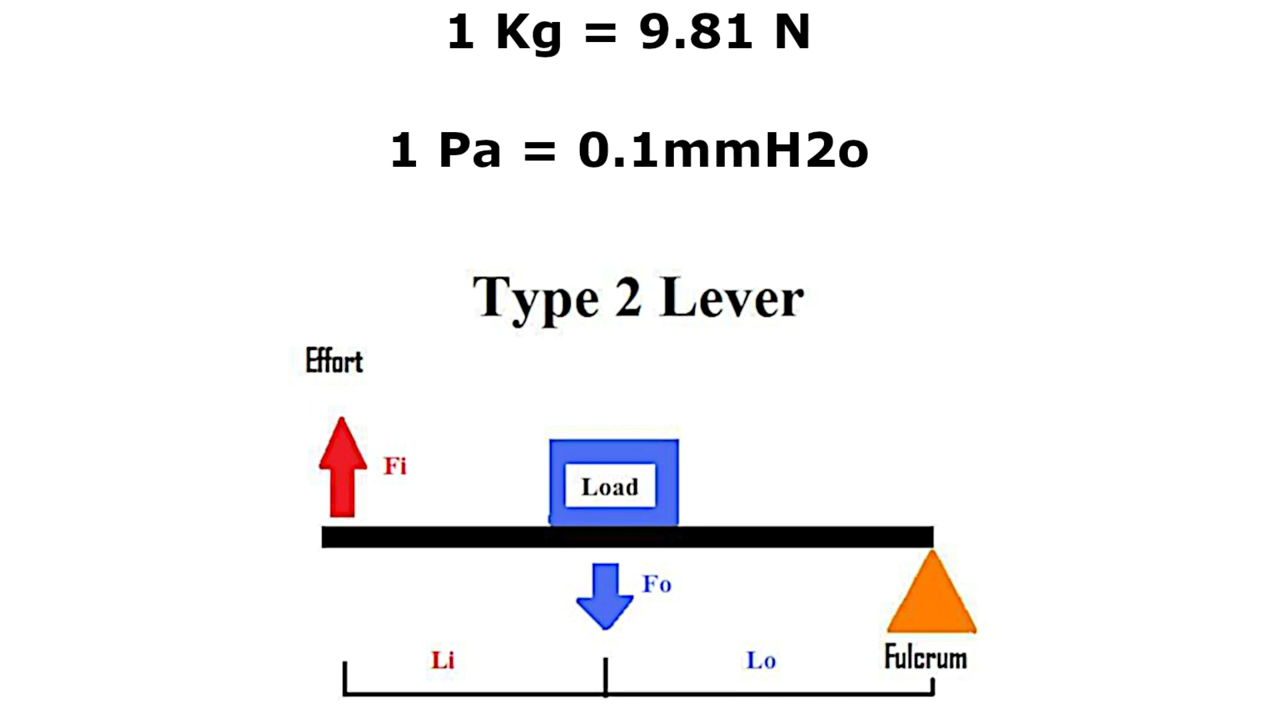 1 Kg = 9.81 N
1 Pa = 0.1mmH2o
Type 2 Lever
Effort
Fi
Load
Fo
Li
Lo
Fulcrum